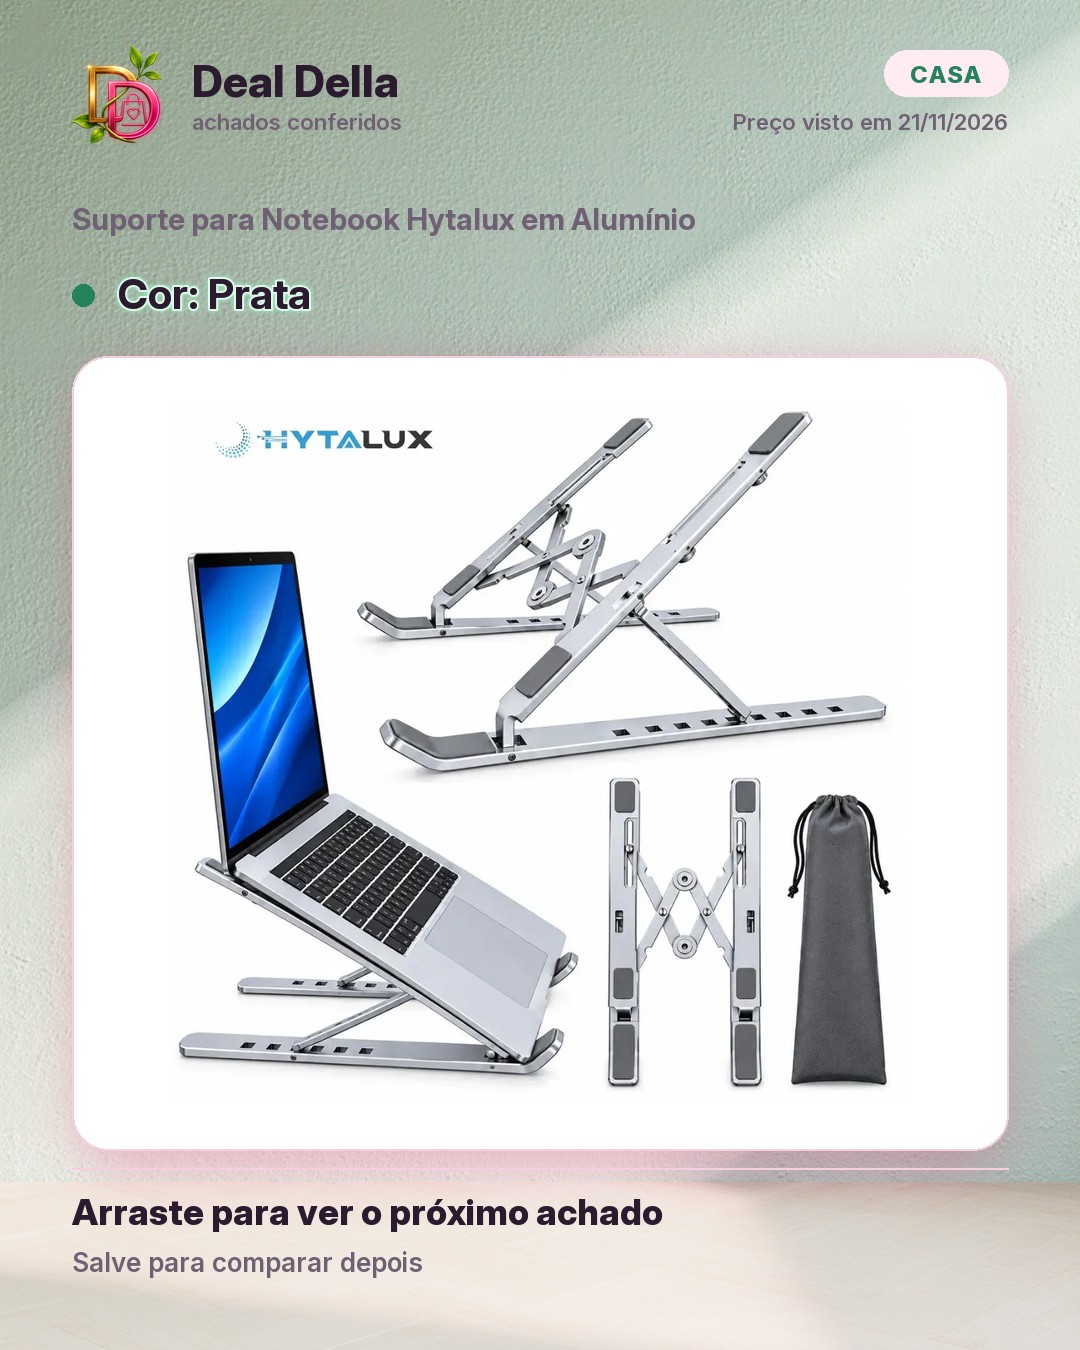 Deal Della
achados conferidos
CASA
Preço visto em 21/11/2026
Suporte para Notebook Hytalux em Alumínio
Cor: Prata
HYTALUX
Arraste para ver o próximo achado
Salve para comparar depois